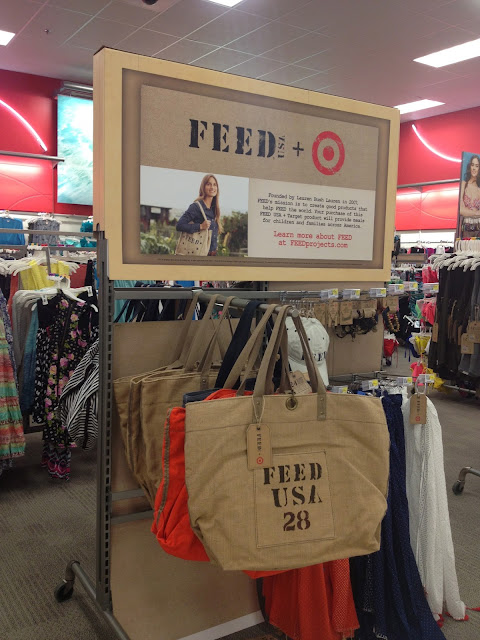 FEED USA +
Founded by Lauren Bush Lauren in 2007,
FEED's mission is to create good products that
help FEED the world. Your purchase of this
FEED USA + Target product will provide meals
for children and families across America.
Learn more about FEED
at FEEDprojects.com
FEED
FEED
USA
28